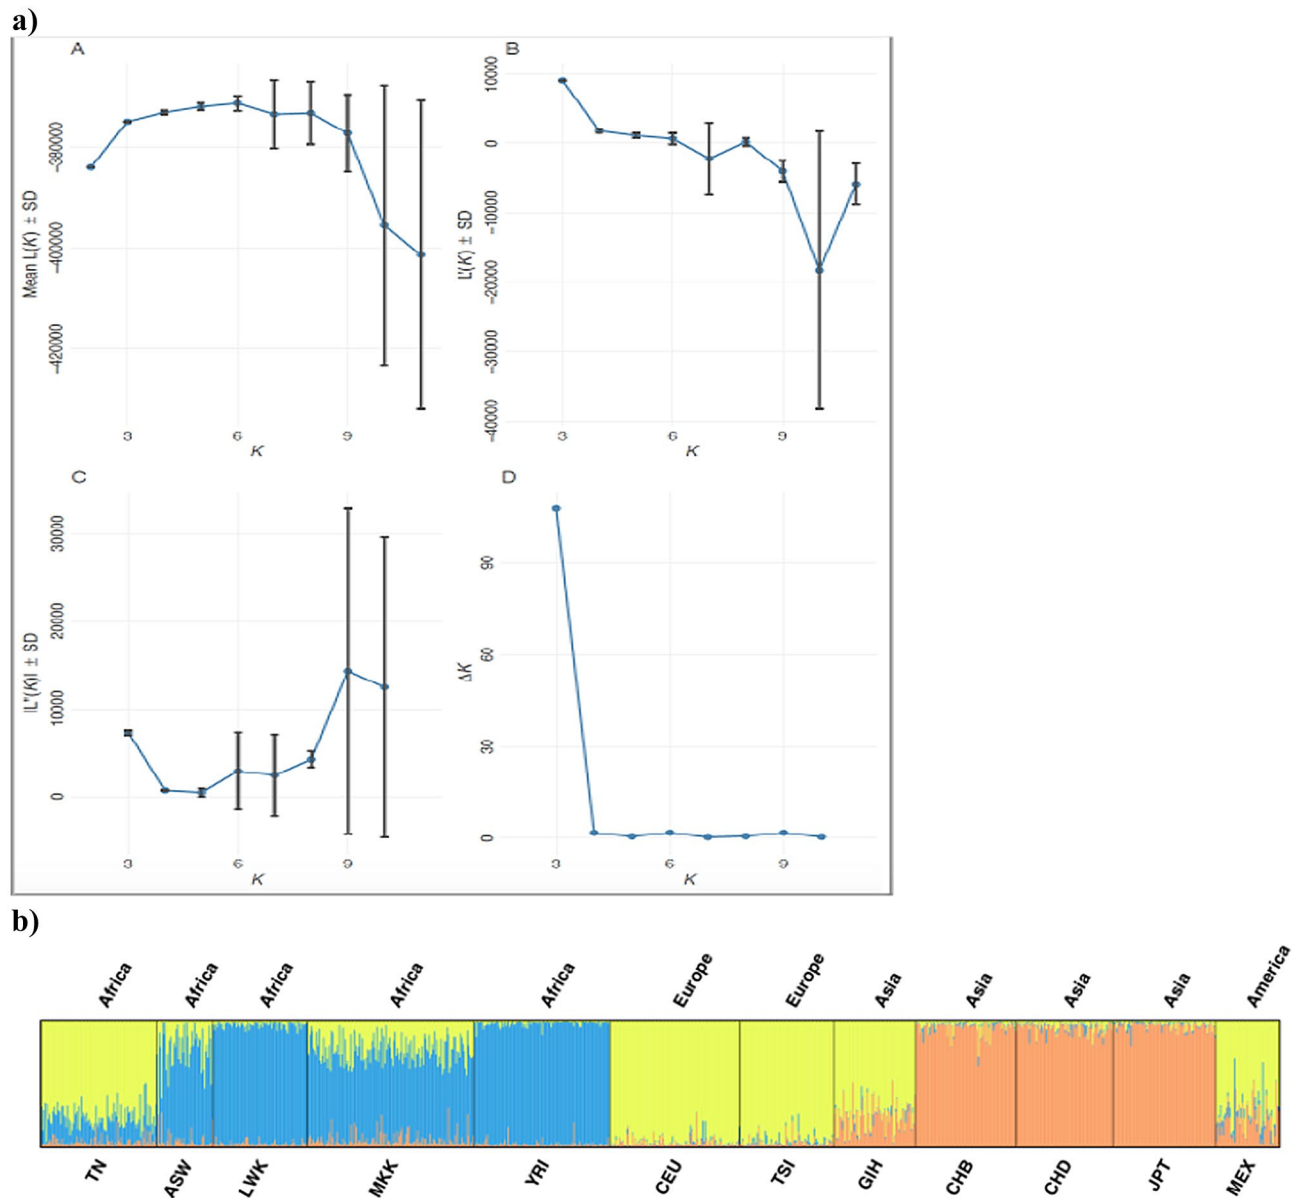 a)
A
Mean L(K) ± SD
-380000
-400000
-420000
3 6 9
K
B
L'(K) ± SD
10000
0
-10000
-20000
-30000
-40000
3 6 9
K
C
|L"(K)| ± SD
30000
20000
10000
0
3 6 9
K
D
ΔK
90
60
30
0
3 6 9
K
b)
Africa Africa Africa Africa Africa Europe Europe Asia Asia Asia Asia America
TN ASW LWK MKK YRI CEU TSI GIH CHB CHD JPT MEX